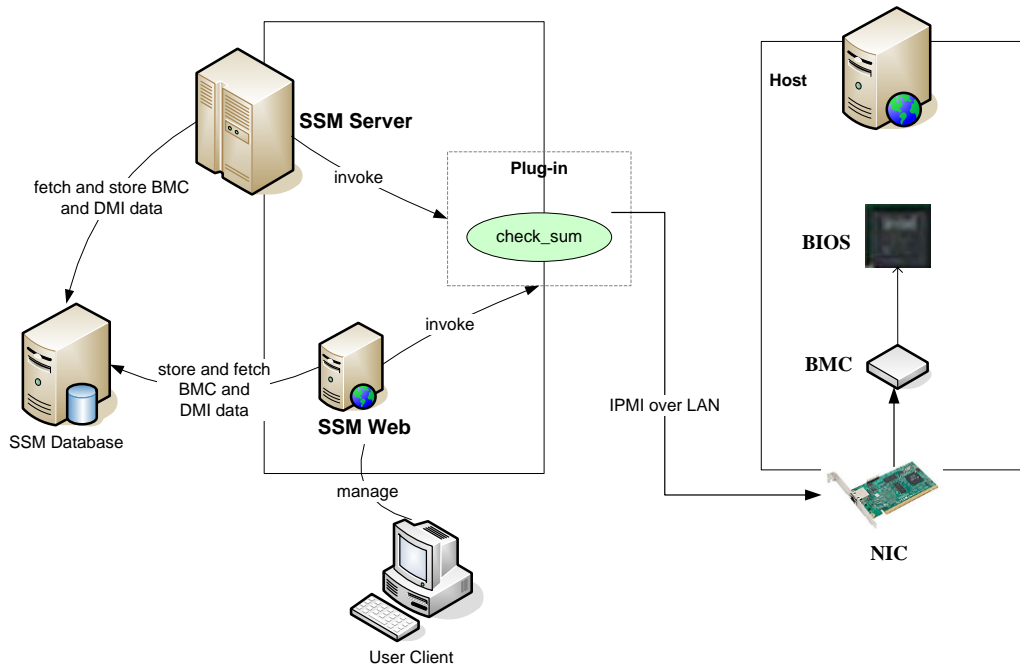 Host
SSM Server
Plug-in
invoke
fetch and store BMC
and DMI data
check_sum
BIOS
invoke
BMC
store and fetch
BMC and
DMI data
IPMI over LAN
SSM Web
SSM Database
manage
NIC
User Client